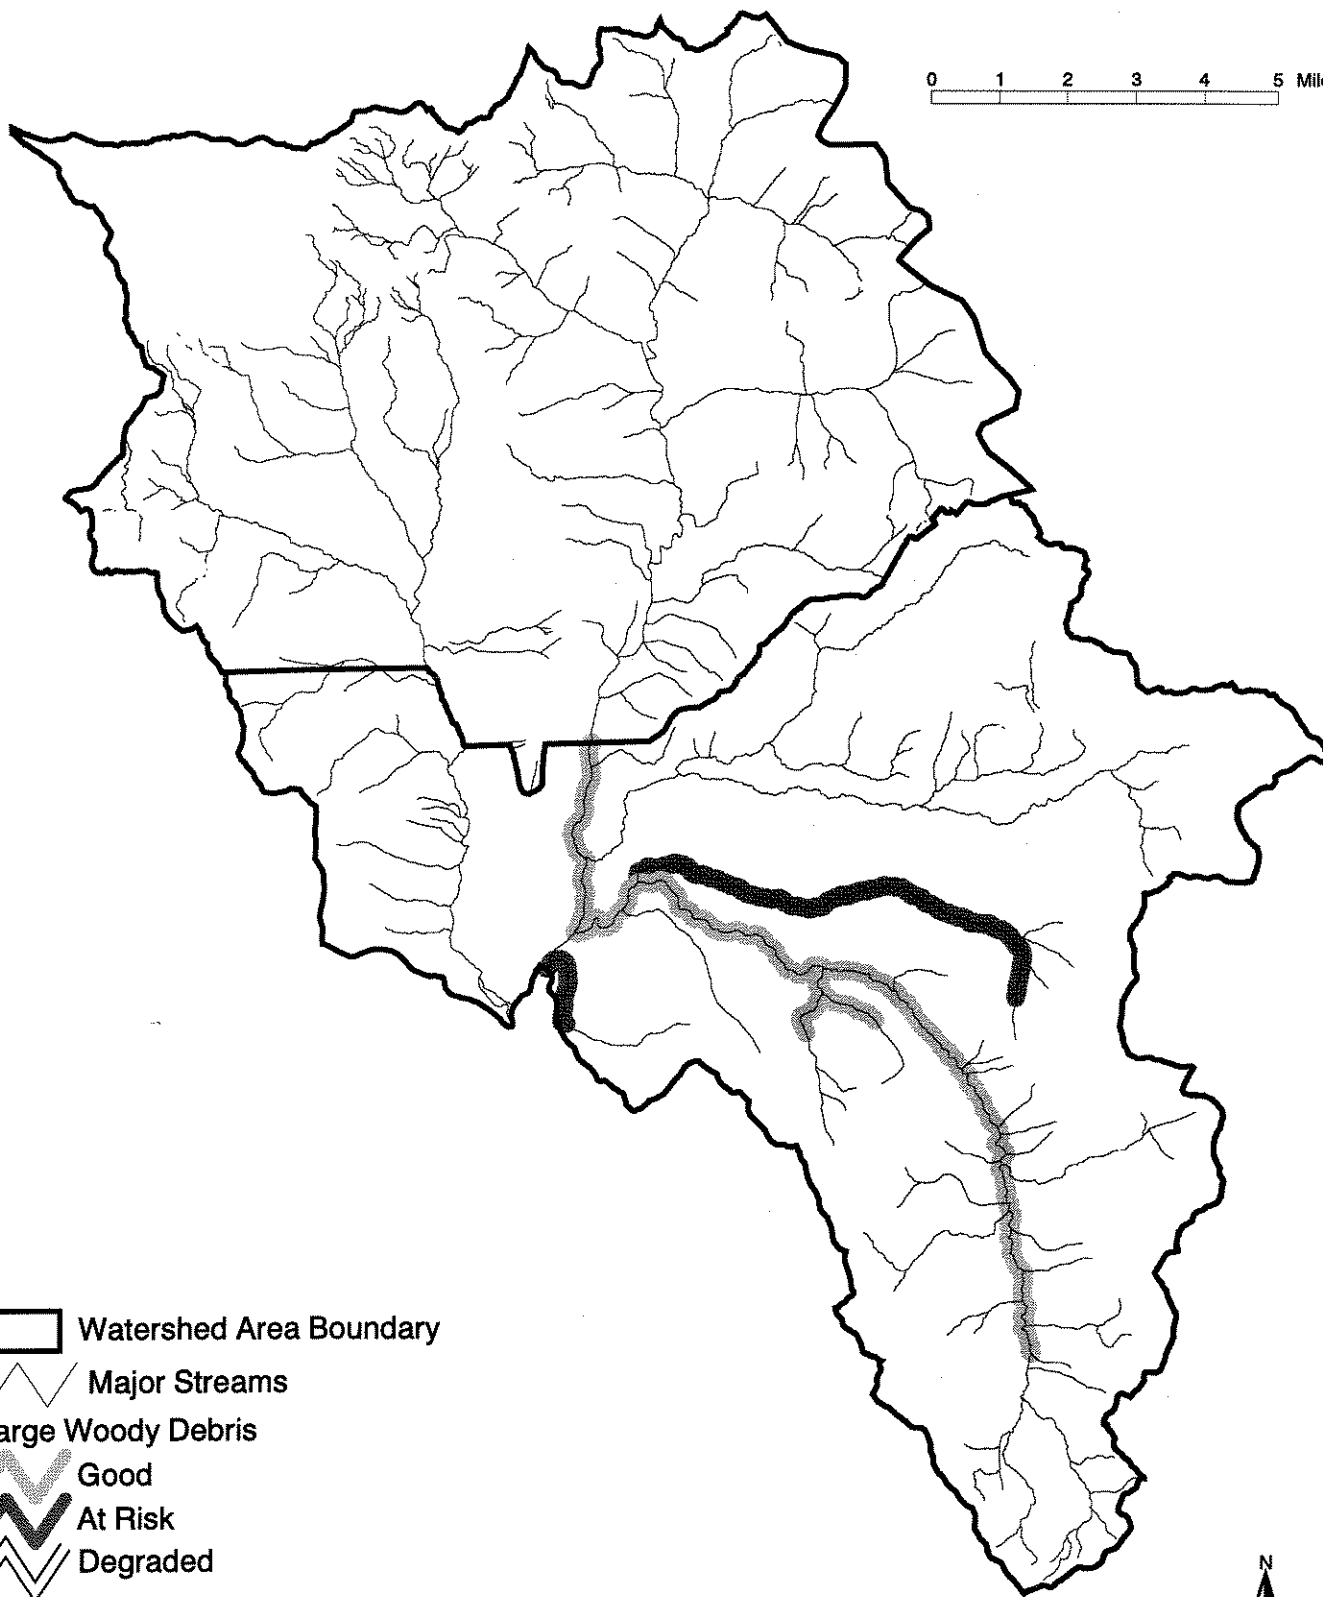 0 1 2 3 4 5 Mil
Watershed Area Boundary
Major Streams
arge Woody Debris
Good
At Risk
Degraded
N